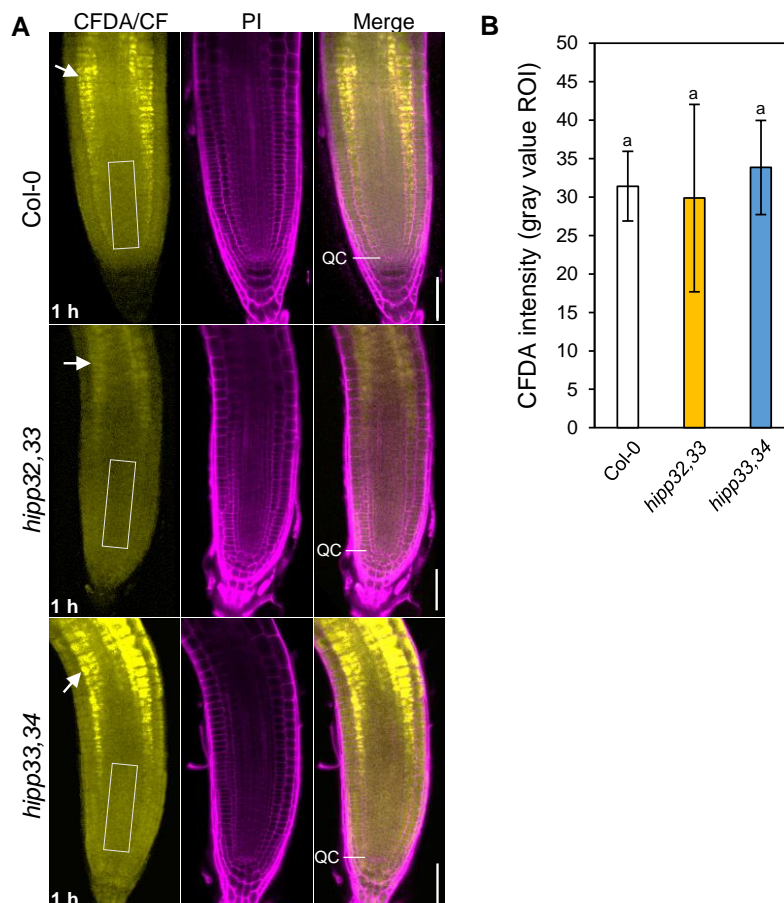 A
CFDA/CF
PI
Merge
Col-0
1 h
QC
hipp32,33
1 h
QC
hipp33,34
1 h
QC
B
CFDA intensity (gray value ROI)
50
45
40
35
30
25
20
15
10
5
0
a
a
a
Col-0
hipp32,33
hipp33,34